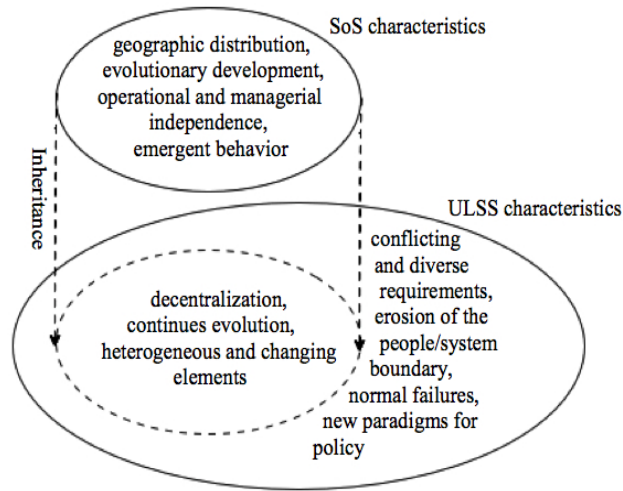 SoS characteristics
geographic distribution,
evolutionary development,
operational and managerial
independence,
emergent behavior
Inheritance
ULSS characteristics
decentralization,
continues evolution,
heterogeneous and changing
elements
conflicting
and diverse
requirements,
erosion of the
people/system
boundary,
normal failures,
new paradigms for
policy